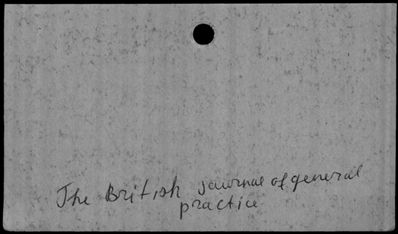 The British journal of general
practice